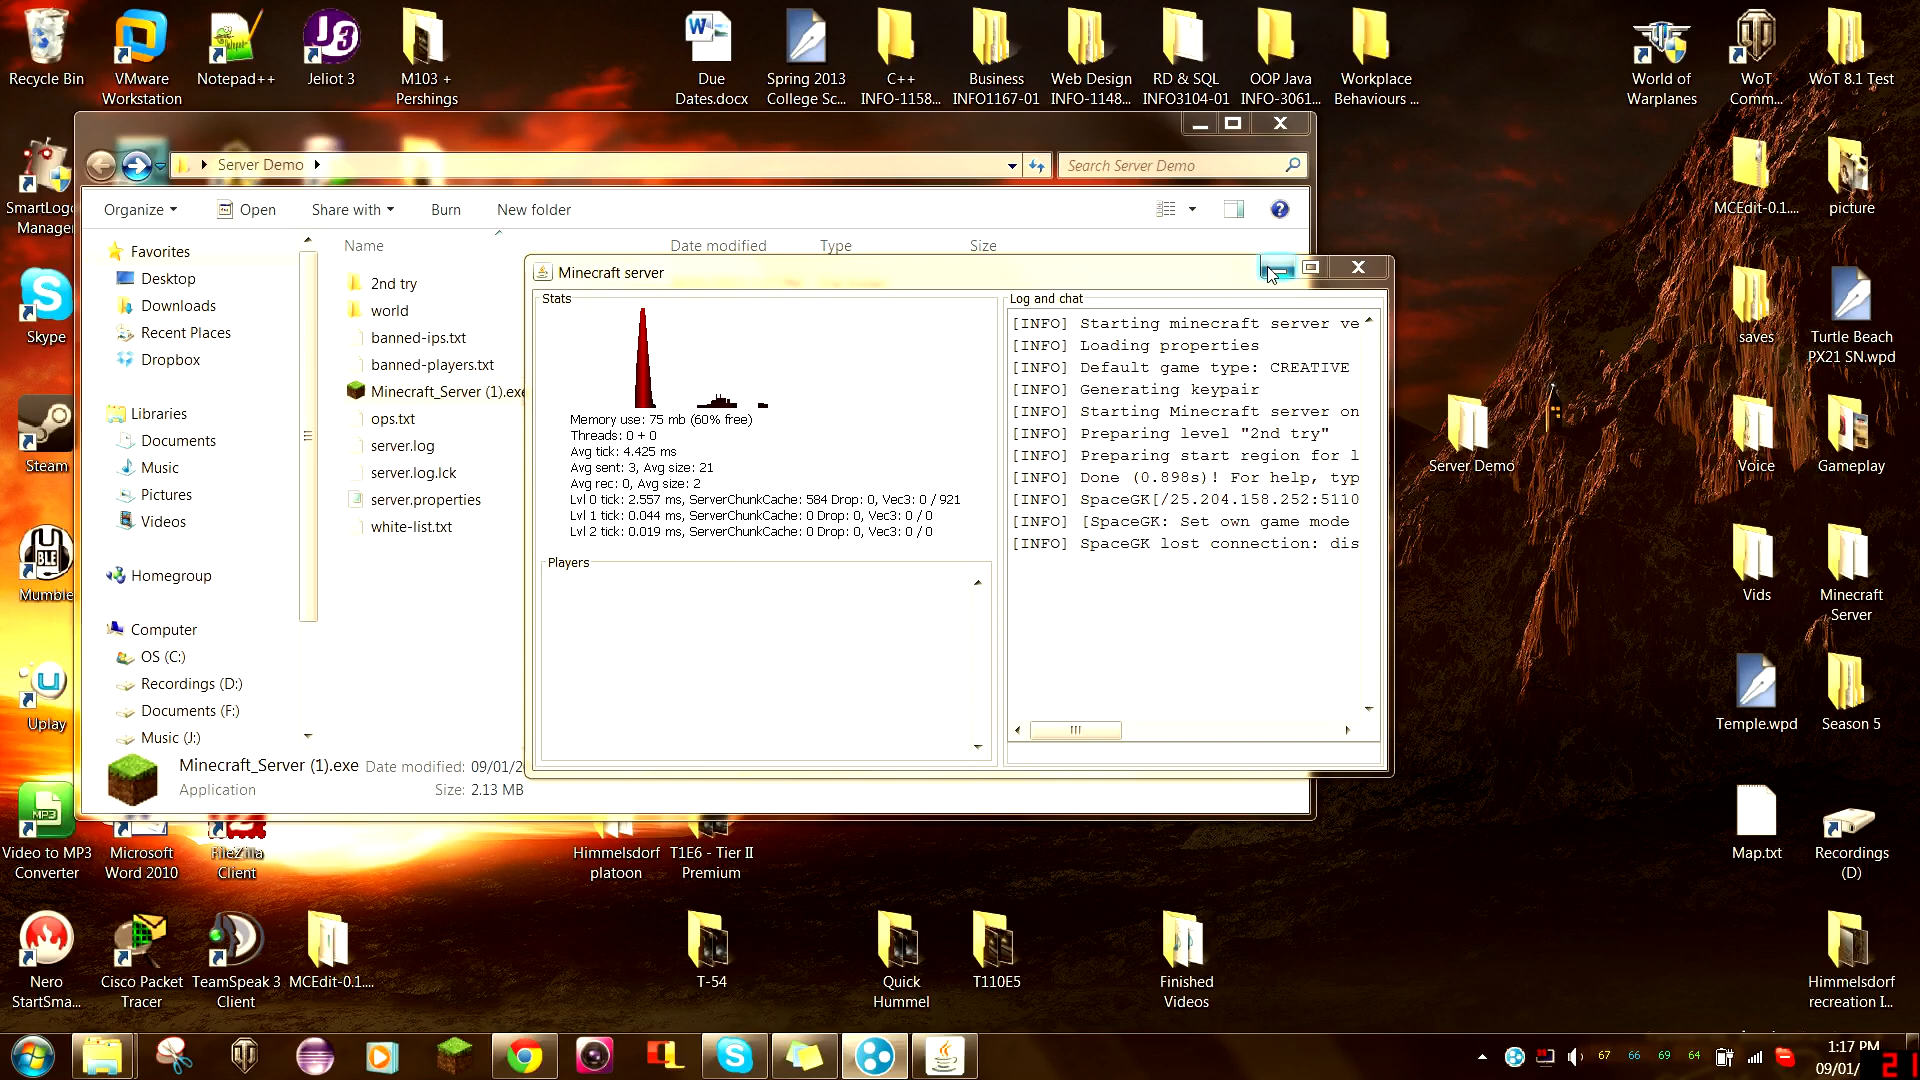 Recycle Bin
VMware
Workstation
Notepad++
Jeliot 3
M103 +
Pershings
Due
Dates.docx
Spring 2013
College Sc...
C++
INFO-1158...
Business
INFO1167-01
Web Design
INFO-1148...
RD & SQL
INFO3104-01
OOP Java
INFO-3061...
Workplace
Behaviours ...
World of
Warplanes
WoT
Comm...
WoT 8.1 Test
Server Demo
Search Server Demo
Organize
Open
Share with
Burn
New folder
Name
Date modified
Type
Size
Favorites
Desktop
Downloads
Recent Places
Dropbox
Libraries
Documents
Music
Pictures
Videos
Homegroup
Computer
OS (C:)
Recordings (D:)
Documents (F:)
Music (J:)
2nd try
world
banned-ips.txt
banned-players.txt
Minecraft_Server (1).exe
ops.txt
server.log
server.log.lck
server.properties
white-list.txt
Minecraft_Server (1).exe Date modified: 09/01/2
Application Size: 2.13 MB
Minecraft server
Stats
Memory use: 75 mb (60% free)
Threads: 0 + 0
Avg tick: 4.425 ms
Avg sent: 3, Avg size: 21
Avg rec: 0, Avg size: 2
Lvl 0 tick: 2.557 ms, ServerChunkCache: 584 Drop: 0, Vec3: 0 / 921
Lvl 1 tick: 0.044 ms, ServerChunkCache: 0 Drop: 0, Vec3: 0 / 0
Lvl 2 tick: 0.019 ms, ServerChunkCache: 0 Drop: 0, Vec3: 0 / 0
Players
Log and chat
[INFO] Starting minecraft server ve
[INFO] Loading properties
[INFO] Default game type: CREATIVE
[INFO] Generating keypair
[INFO] Starting Minecraft server on
[INFO] Preparing level "2nd try"
[INFO] Preparing start region for l
[INFO] Done (0.898s)! For help, typ
[INFO] SpaceGK[/25.204.158.252:5110
[INFO] [SpaceGK: Set own game mode
[INFO] SpaceGK lost connection: dis
SmartLogo
Manager
Skype
Steam
BLE
Mumble
Uplay
MP3
Video to MP3
Converter
Microsoft
Word 2010
FileZilla
Client
Himmelsdorf
platoon
T1E6 - Tier II
Premium
Nero
StartSma...
Cisco Packet
Tracer
TeamSpeak 3
Client
MCEdit-0.1....
T-54
Quick
Hummel
T110E5
Finished
Videos
MCEdit-0.1....
picture
saves
Turtle Beach
PX21 SN.wpd
Server Demo
Voice
Gameplay
Vids
Minecraft
Server
Temple.wpd
Season 5
Map.txt
Recordings
(D)
Himmelsdorf
recreation I...
67 66 69 64
1:17 PM
09/01/
21